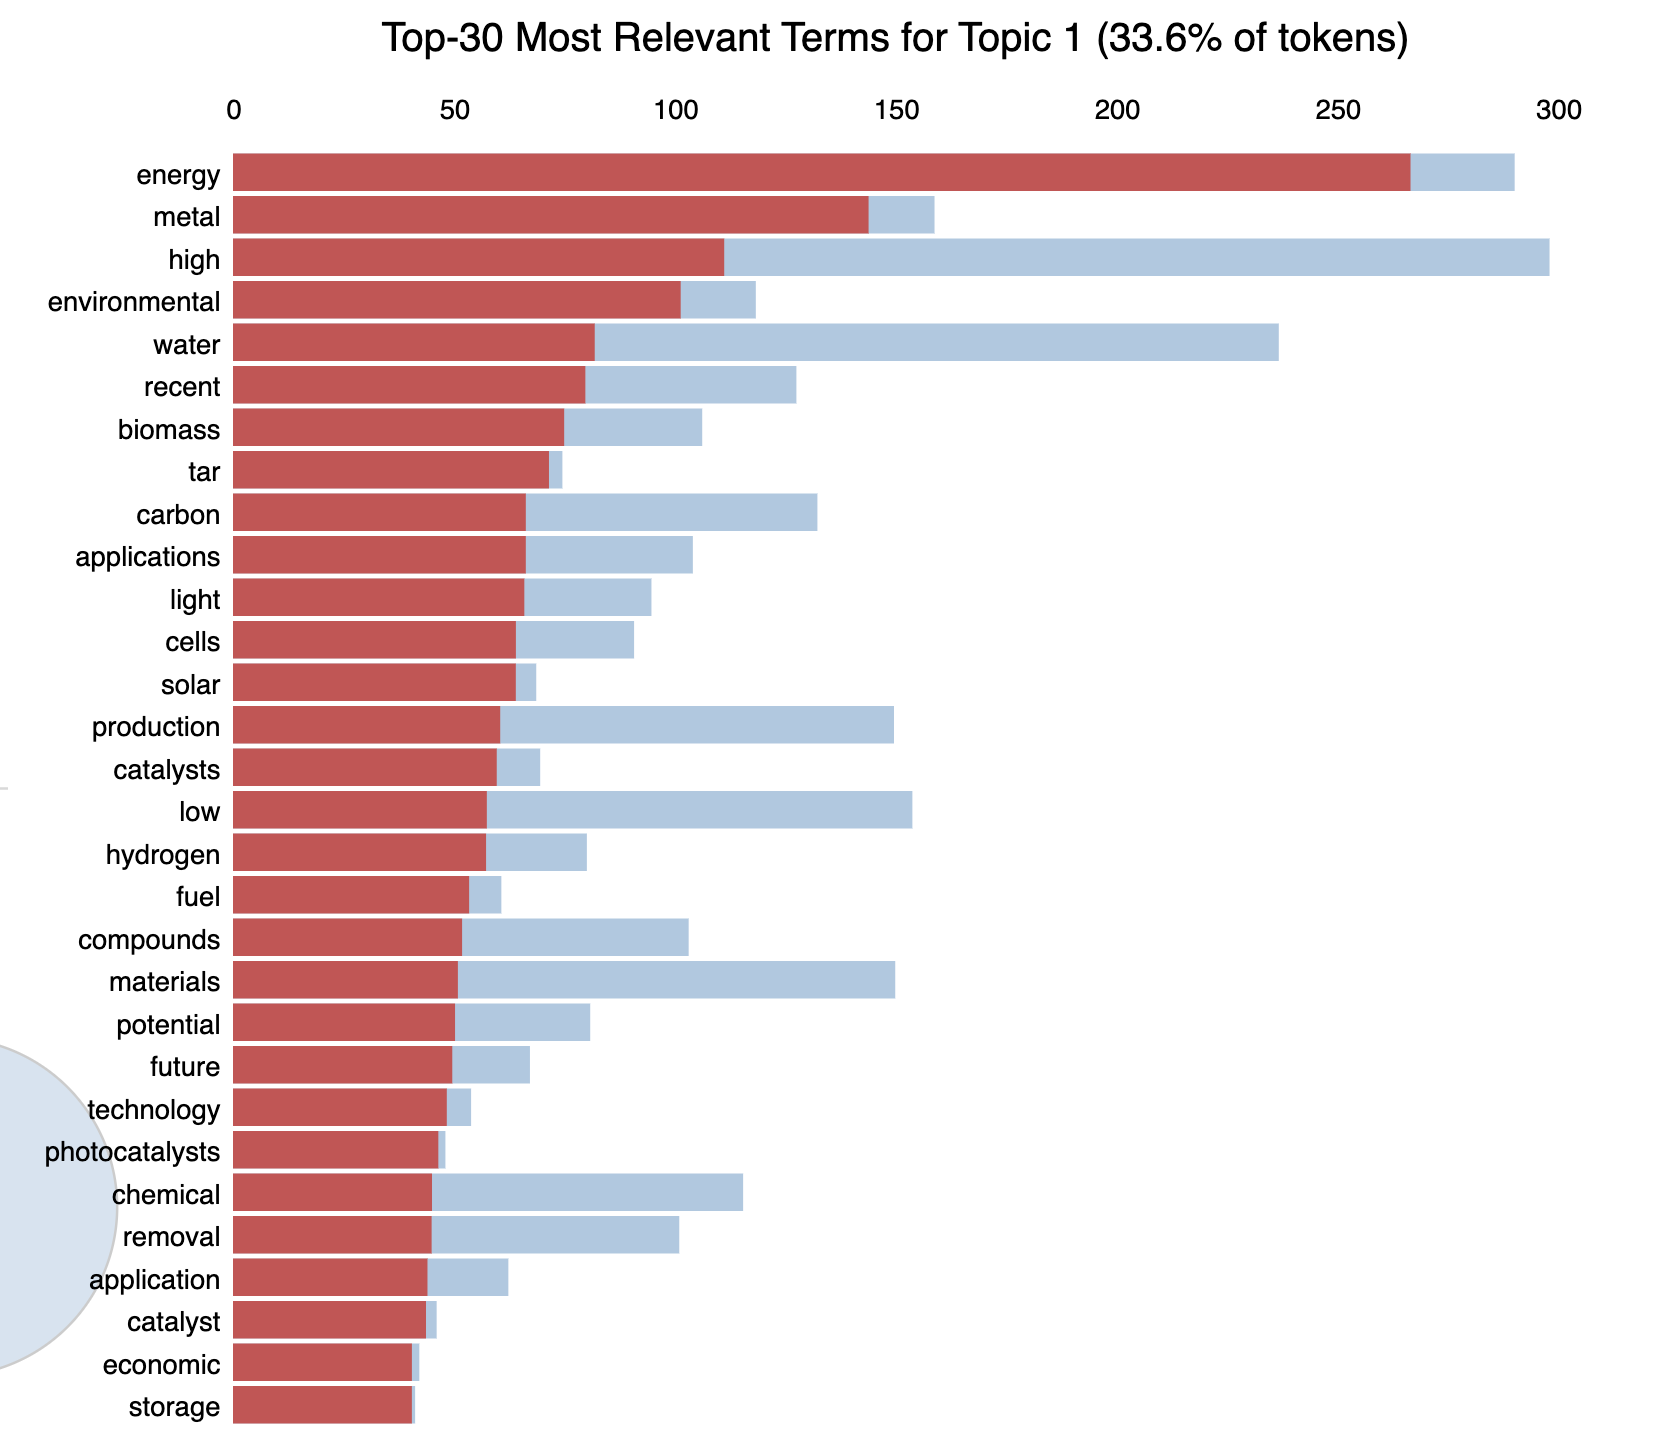 Top-30 Most Relevant Terms for Topic 1 (33.6% of tokens)
0 50 100 150 200 250 300
energy
metal
high
environmental
water
recent
biomass
tar
carbon
applications
light
cells
solar
production
catalysts
low
hydrogen
fuel
compounds
materials
potential
future
technology
photocatalysts
chemical
removal
application
catalyst
economic
storage